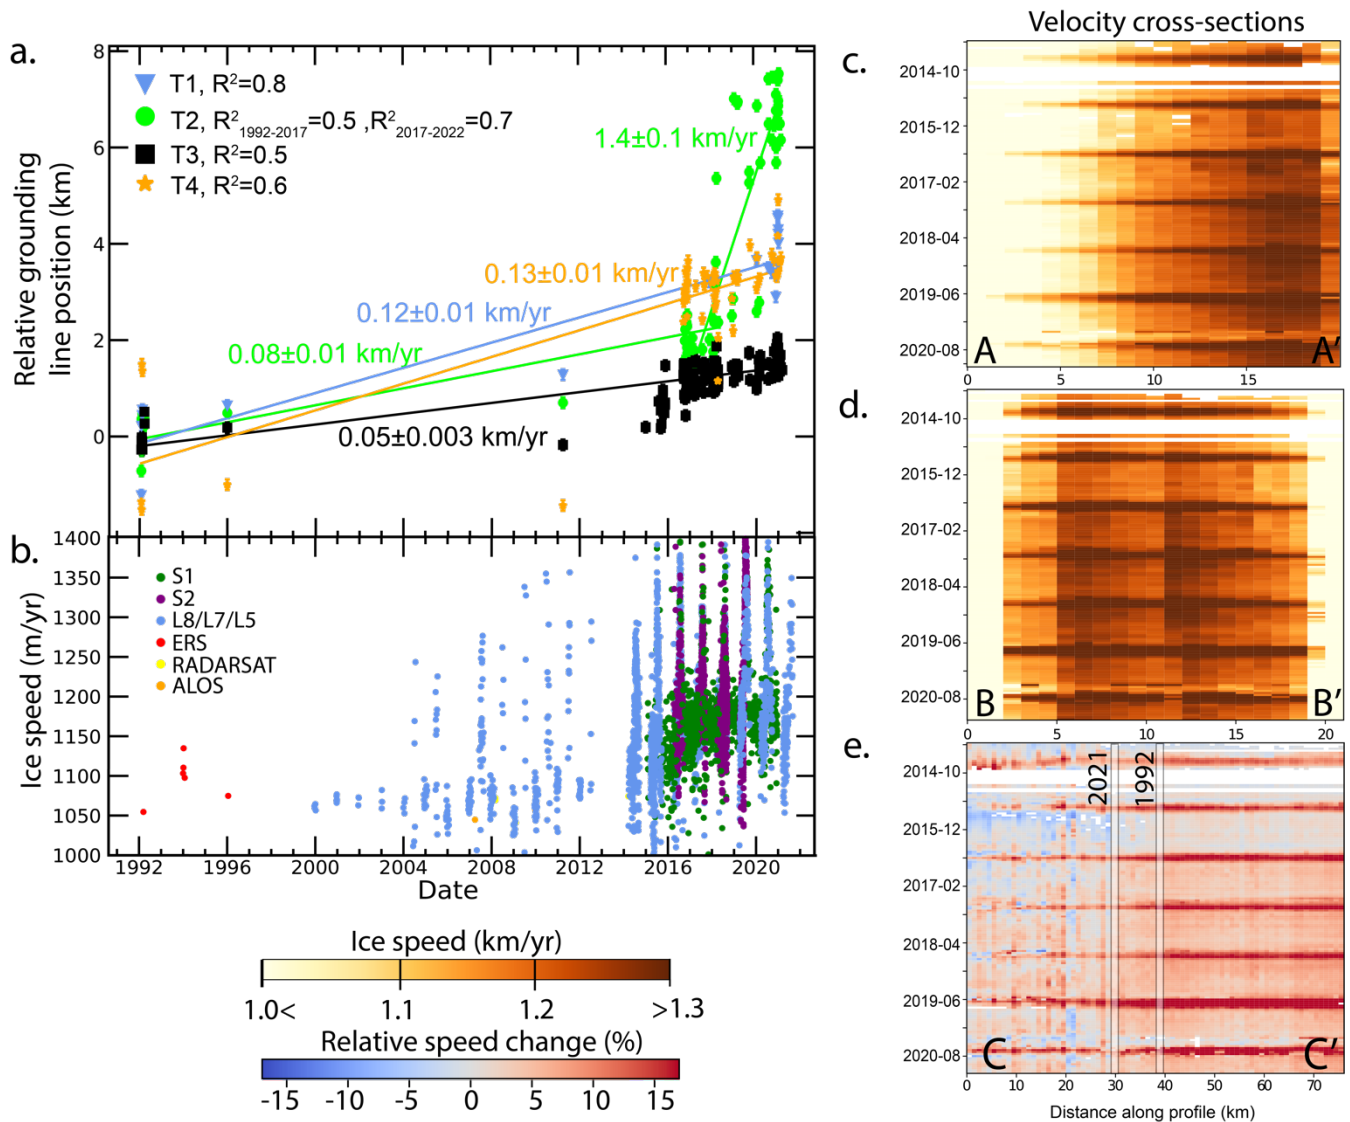 Velocity cross-sections
a.
8
6
4
2
0
Relative grounding
line position (km)
T1, R²=0.8
T2, R²1992-2017=0.5 ,R²2017-2022=0.7
T3, R²=0.5
T4, R²=0.6
1.4±0.1 km/yr
0.13±0.01 km/yr
0.12±0.01 km/yr
0.08±0.01 km/yr
0.05±0.003 km/yr
b.
1400
1350
1300
1250
1200
1150
1100
1050
1000
Ice speed (m/yr)
S1
S2
L8/L7/L5
ERS
RADARSAT
ALOS
1992 1996 2000 2004 2008 2012 2016 2020
Date
Ice speed (km/yr)
1.0< 1.1 1.2 >1.3
Relative speed change (%)
-15 -10 -5 0 5 10 15
c.
2014-10
2015-12
2017-02
2018-04
2019-06
2020-08
A A′
0 5 10 15
d.
2014-10
2015-12
2017-02
2018-04
2019-06
2020-08
B B′
0 5 10 15 20
e.
2014-10
2015-12
2017-02
2018-04
2019-06
2020-08
2021
1992
C C′
0 10 20 30 40 50 60 70
Distance along profile (km)